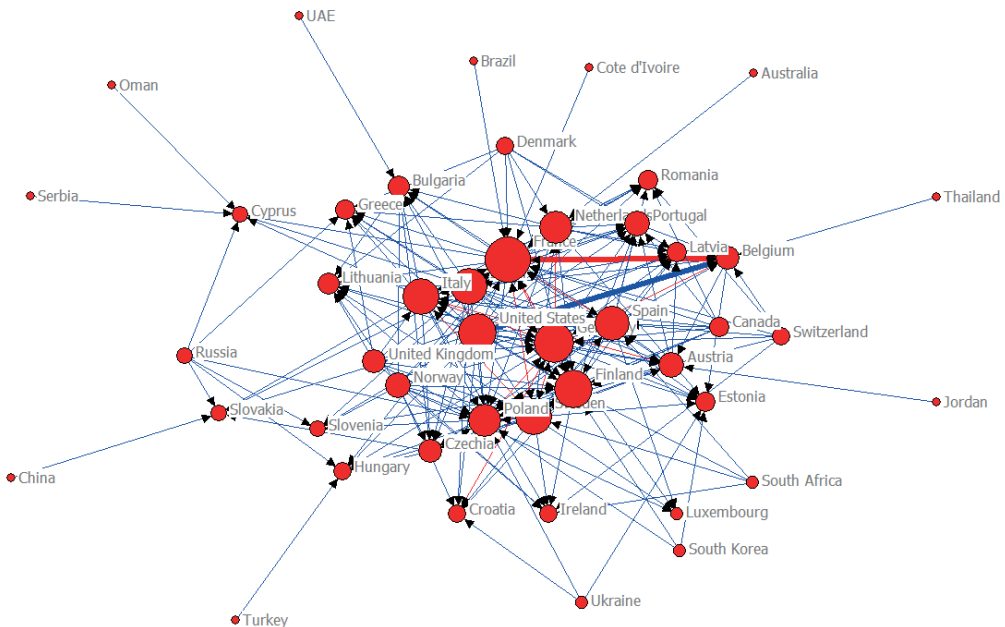 UAE
Brazil
Cote d'Ivoire
Australia
Oman
Denmark
Romania
Bulgaria
Serbia
Thailand
Greece
Cyprus
Netherlands
Portugal
France
Latvia
Belgium
Lithuania
Italy
Spain
United States
Canada
Switzerland
Russia
United Kingdom
Austria
Norway
Finland
Estonia
Jordan
Slovakia
Poland
Slovenia
Czechia
Hungary
China
South Africa
Croatia
Ireland
Luxembourg
South Korea
Ukraine
Turkey